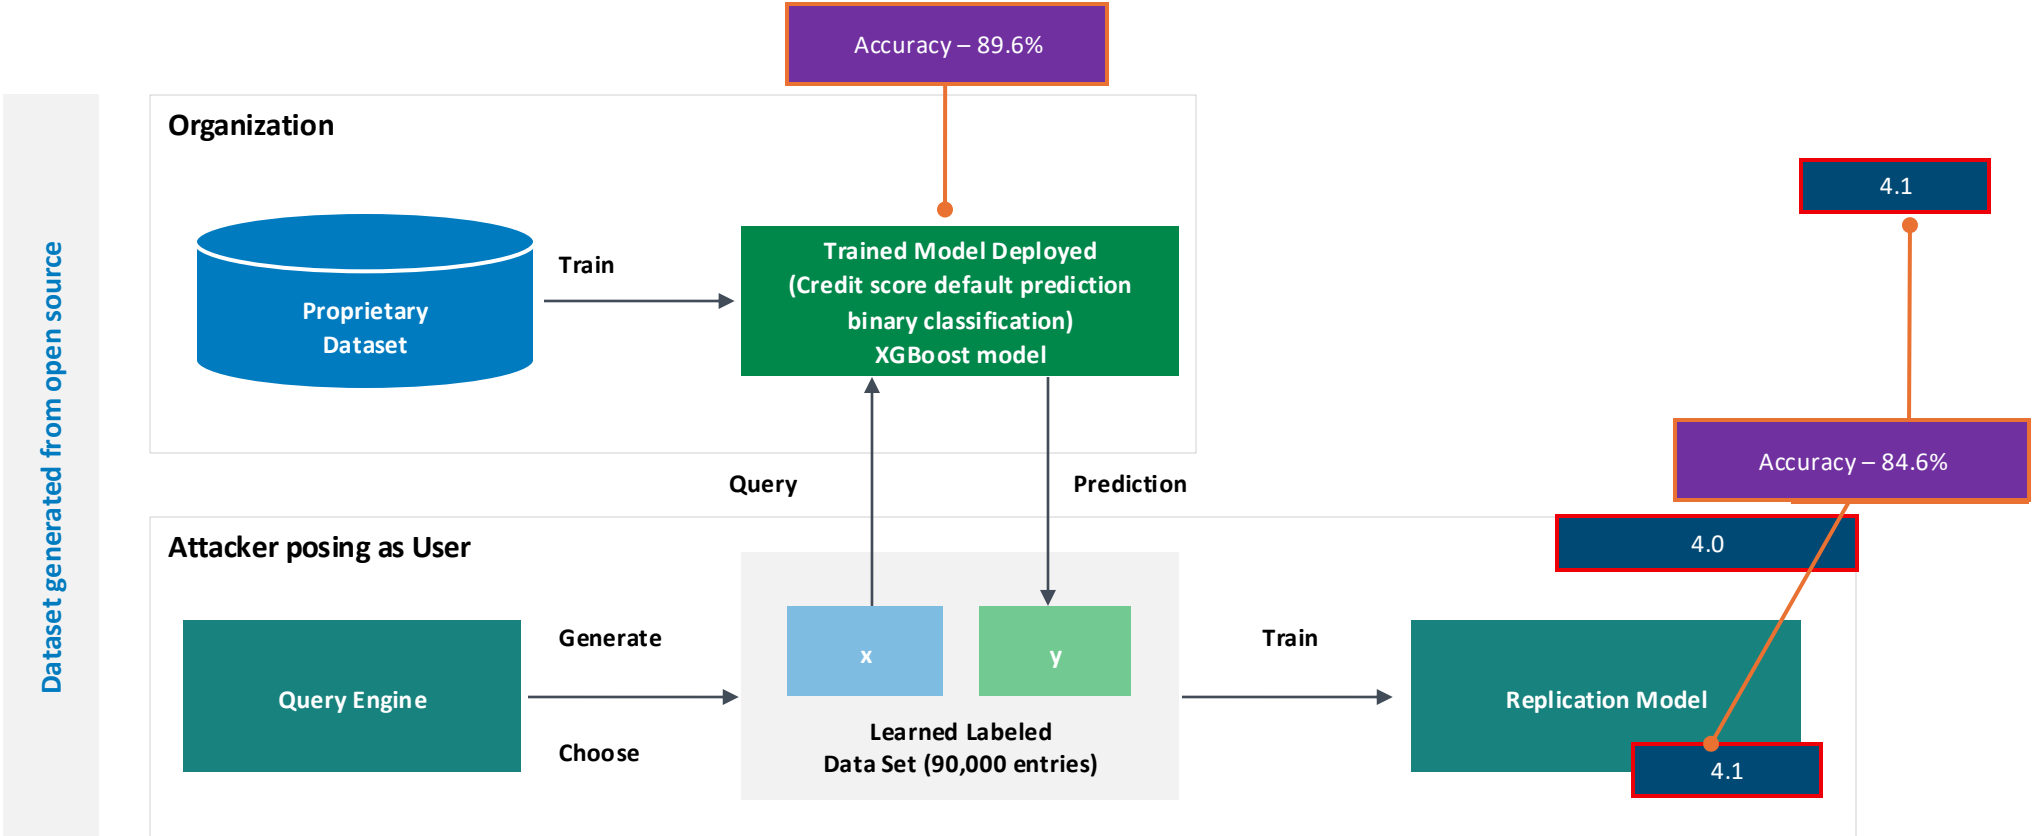 Accuracy – 89.6%
Organization
4.1
Dataset generated from open source
Train
Trained Model Deployed
(Credit score default prediction
binary classification)
XGBoost model
Proprietary
Dataset
Accuracy – 84.6%
Query
Prediction
Attacker posing as User
4.0
Generate
x
y
Train
Query Engine
Replication Model
Learned Labeled
Data Set (90,000 entries)
Choose
4.1